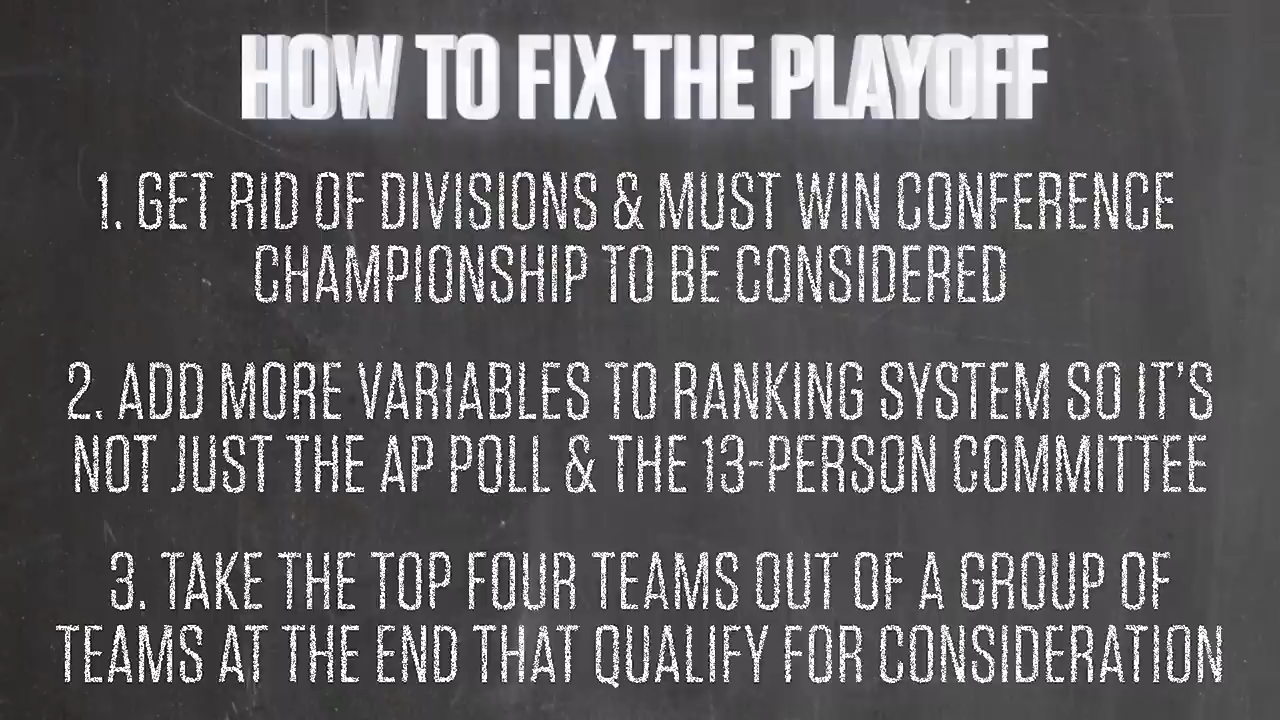 HOW TO FIX THE PLAYOFF
1. GET RID OF DIVISIONS & MUST WIN CONFERENCE
CHAMPIONSHIP TO BE CONSIDERED
2. ADD MORE VARIABLES TO RANKING SYSTEM SO IT'S
NOT JUST THE AP POLL & THE 13-PERSON COMMITTEE
3. TAKE THE TOP FOUR TEAMS OUT OF A GROUP OF
TEAMS AT THE END THAT QUALIFY FOR CONSIDERATION